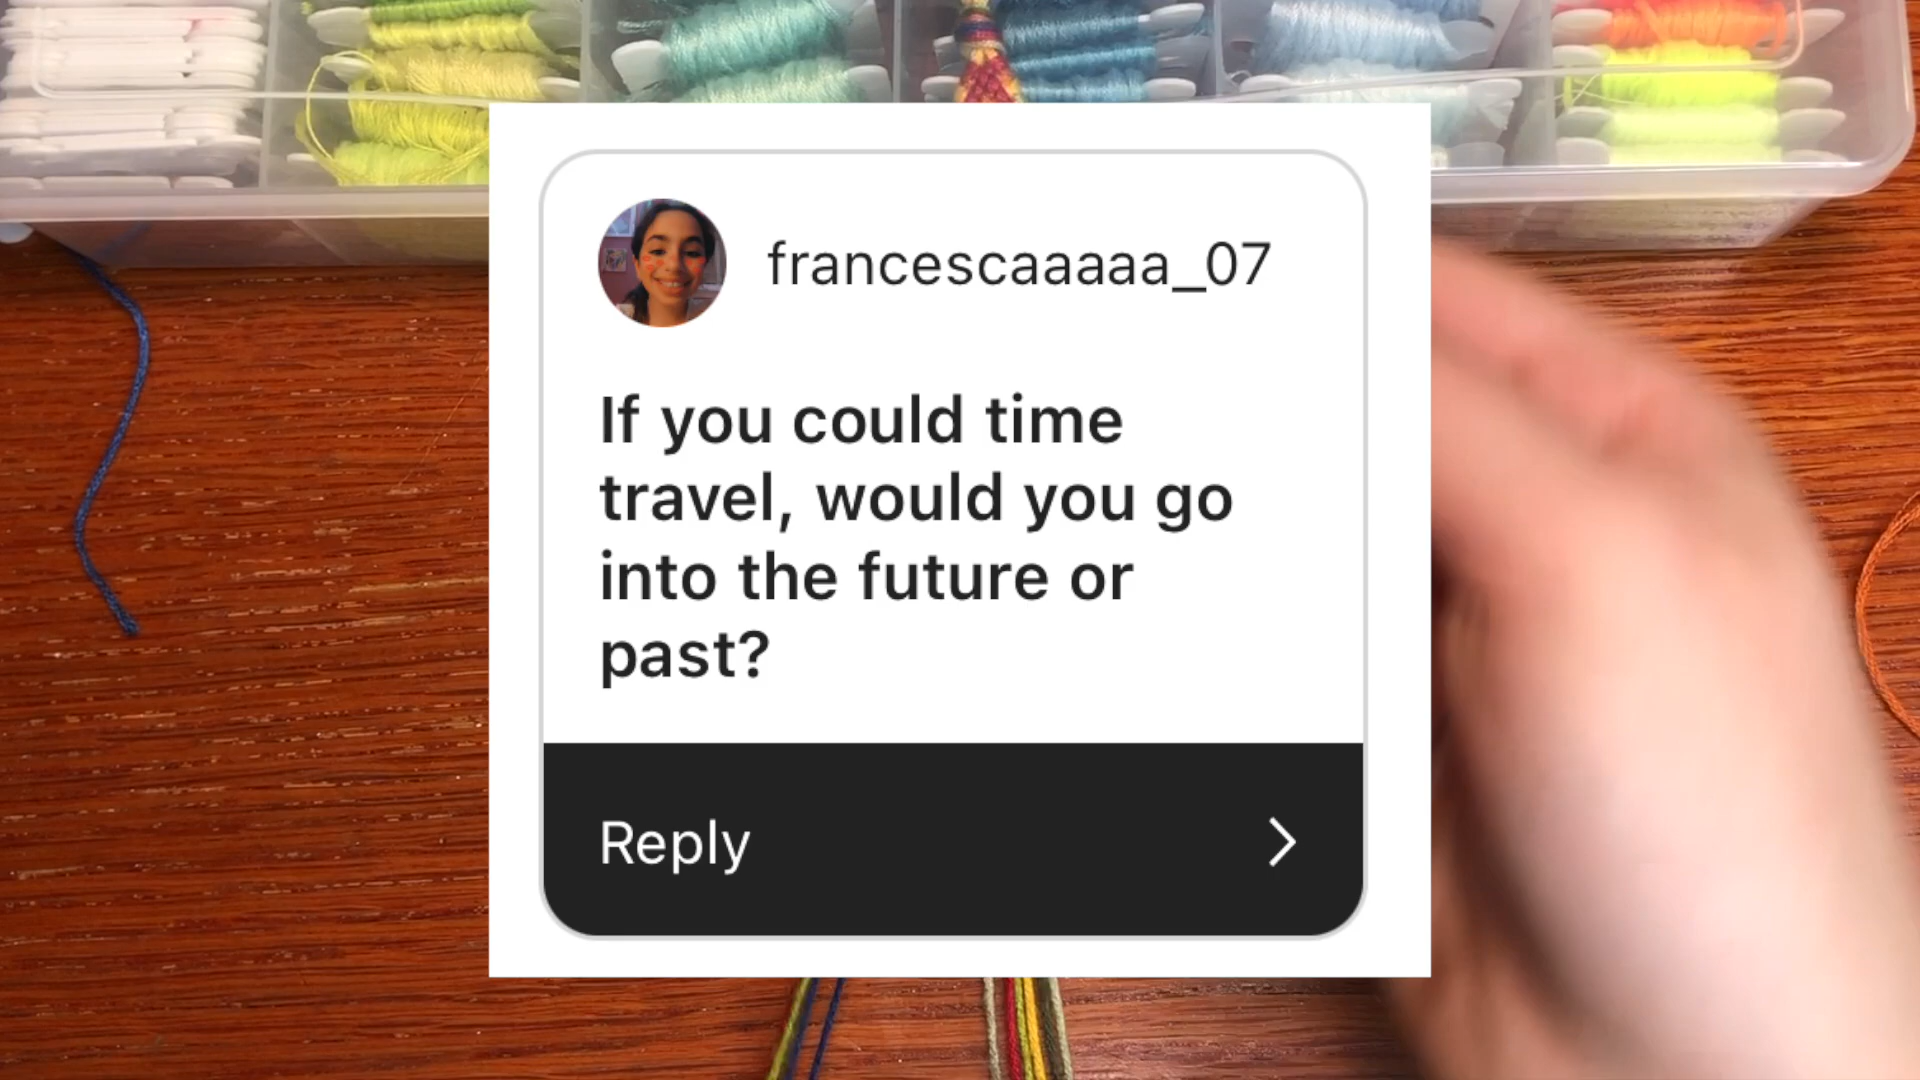 francescaaaaa_07
If you could time
travel, would you go
into the future or
past?
Reply